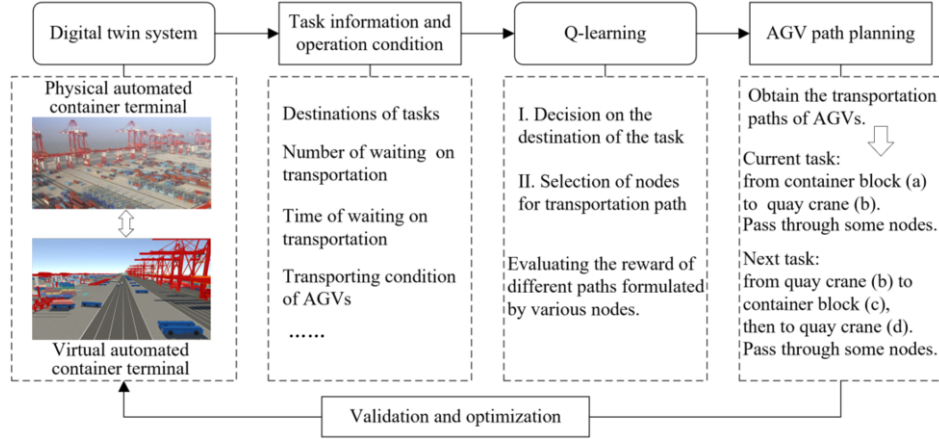 Digital twin system
Task information and
operation condition
Q-learning
AGV path planning
Physical automated
container terminal
Virtual automated
container terminal
Destinations of tasks
Number of waiting on
transportation
Time of waiting on
transportation
Transporting condition
of AGVs
......
I. Decision on the
destination of the task
II. Selection of nodes
for transportation path
Evaluating the reward of
different paths formulated
by various nodes.
Obtain the transportation
paths of AGVs.
Current task:
from container block (a)
to quay crane (b).
Pass through some nodes.
Next task:
from quay crane (b) to
container block (c),
then to quay crane (d).
Pass through some nodes.
Validation and optimization